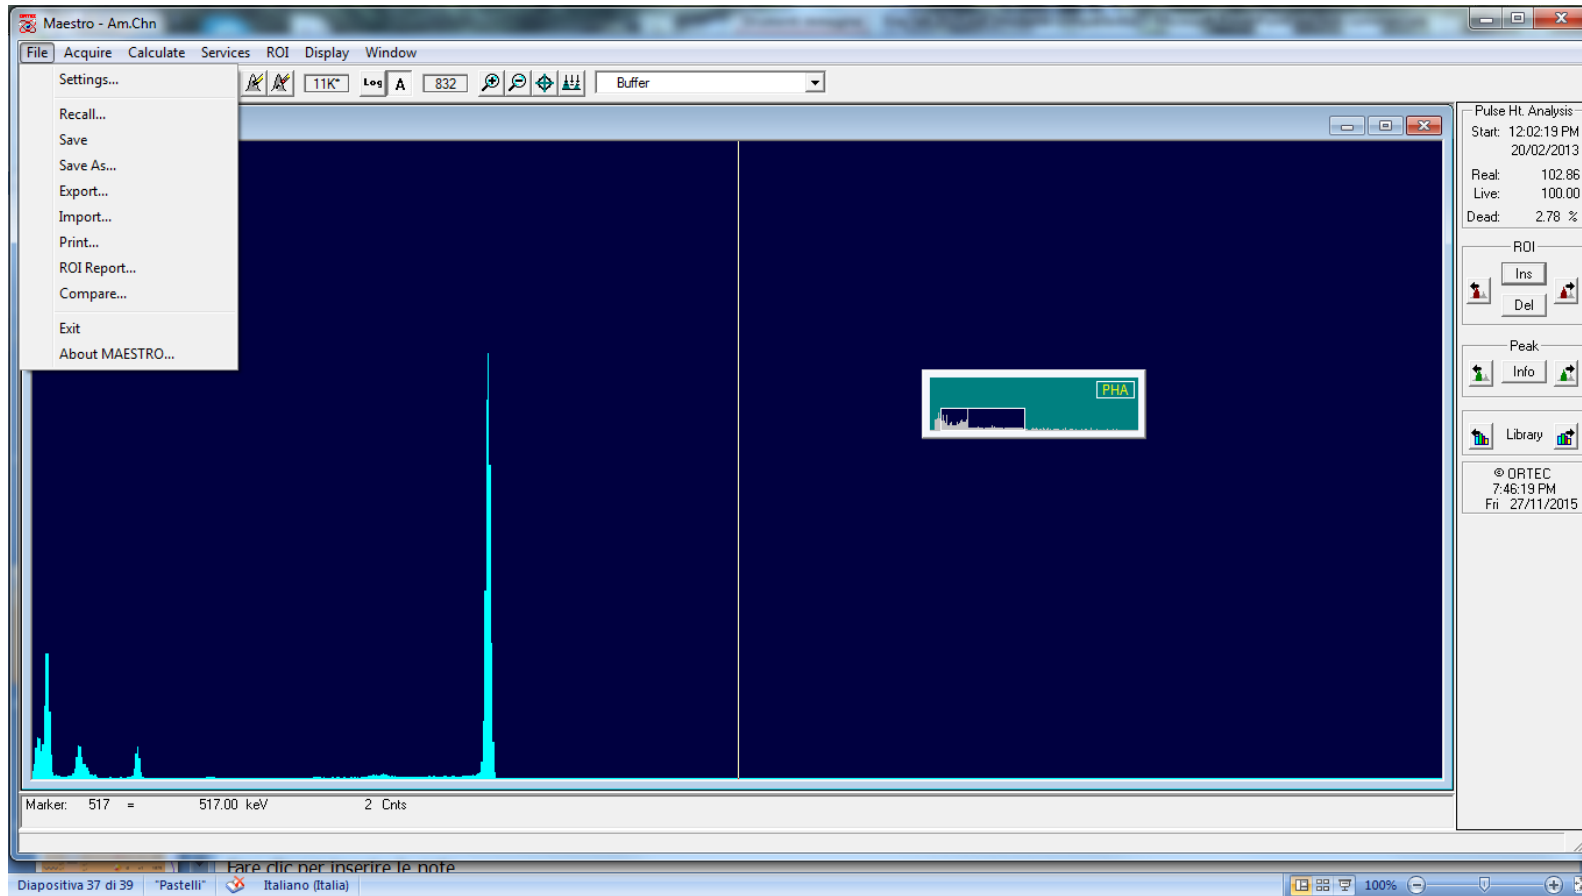 Maestro - Am.Chn
File Acquire Calculate Services ROI Display Window
Settings...
Recall...
Save
Save As...
Export...
Import...
Print...
ROI Report...
Compare...
Exit
About MAESTRO...
11K* Log A 832 Buffer
PHA
Pulse Ht. Analysis
Start: 12:02:19 PM
20/02/2013
Real: 102.86
Live: 100.00
Dead: 2.78 %
ROI
Ins
Del
Peak
Info
Library
© ORTEC
7:46:19 PM
Fri 27/11/2015
Marker: 517 = 517.00 keV 2 Cnts
Fare clic per inserire le note
Diapositiva 37 di 39 "Pastelli" Italiano (Italia) 100%